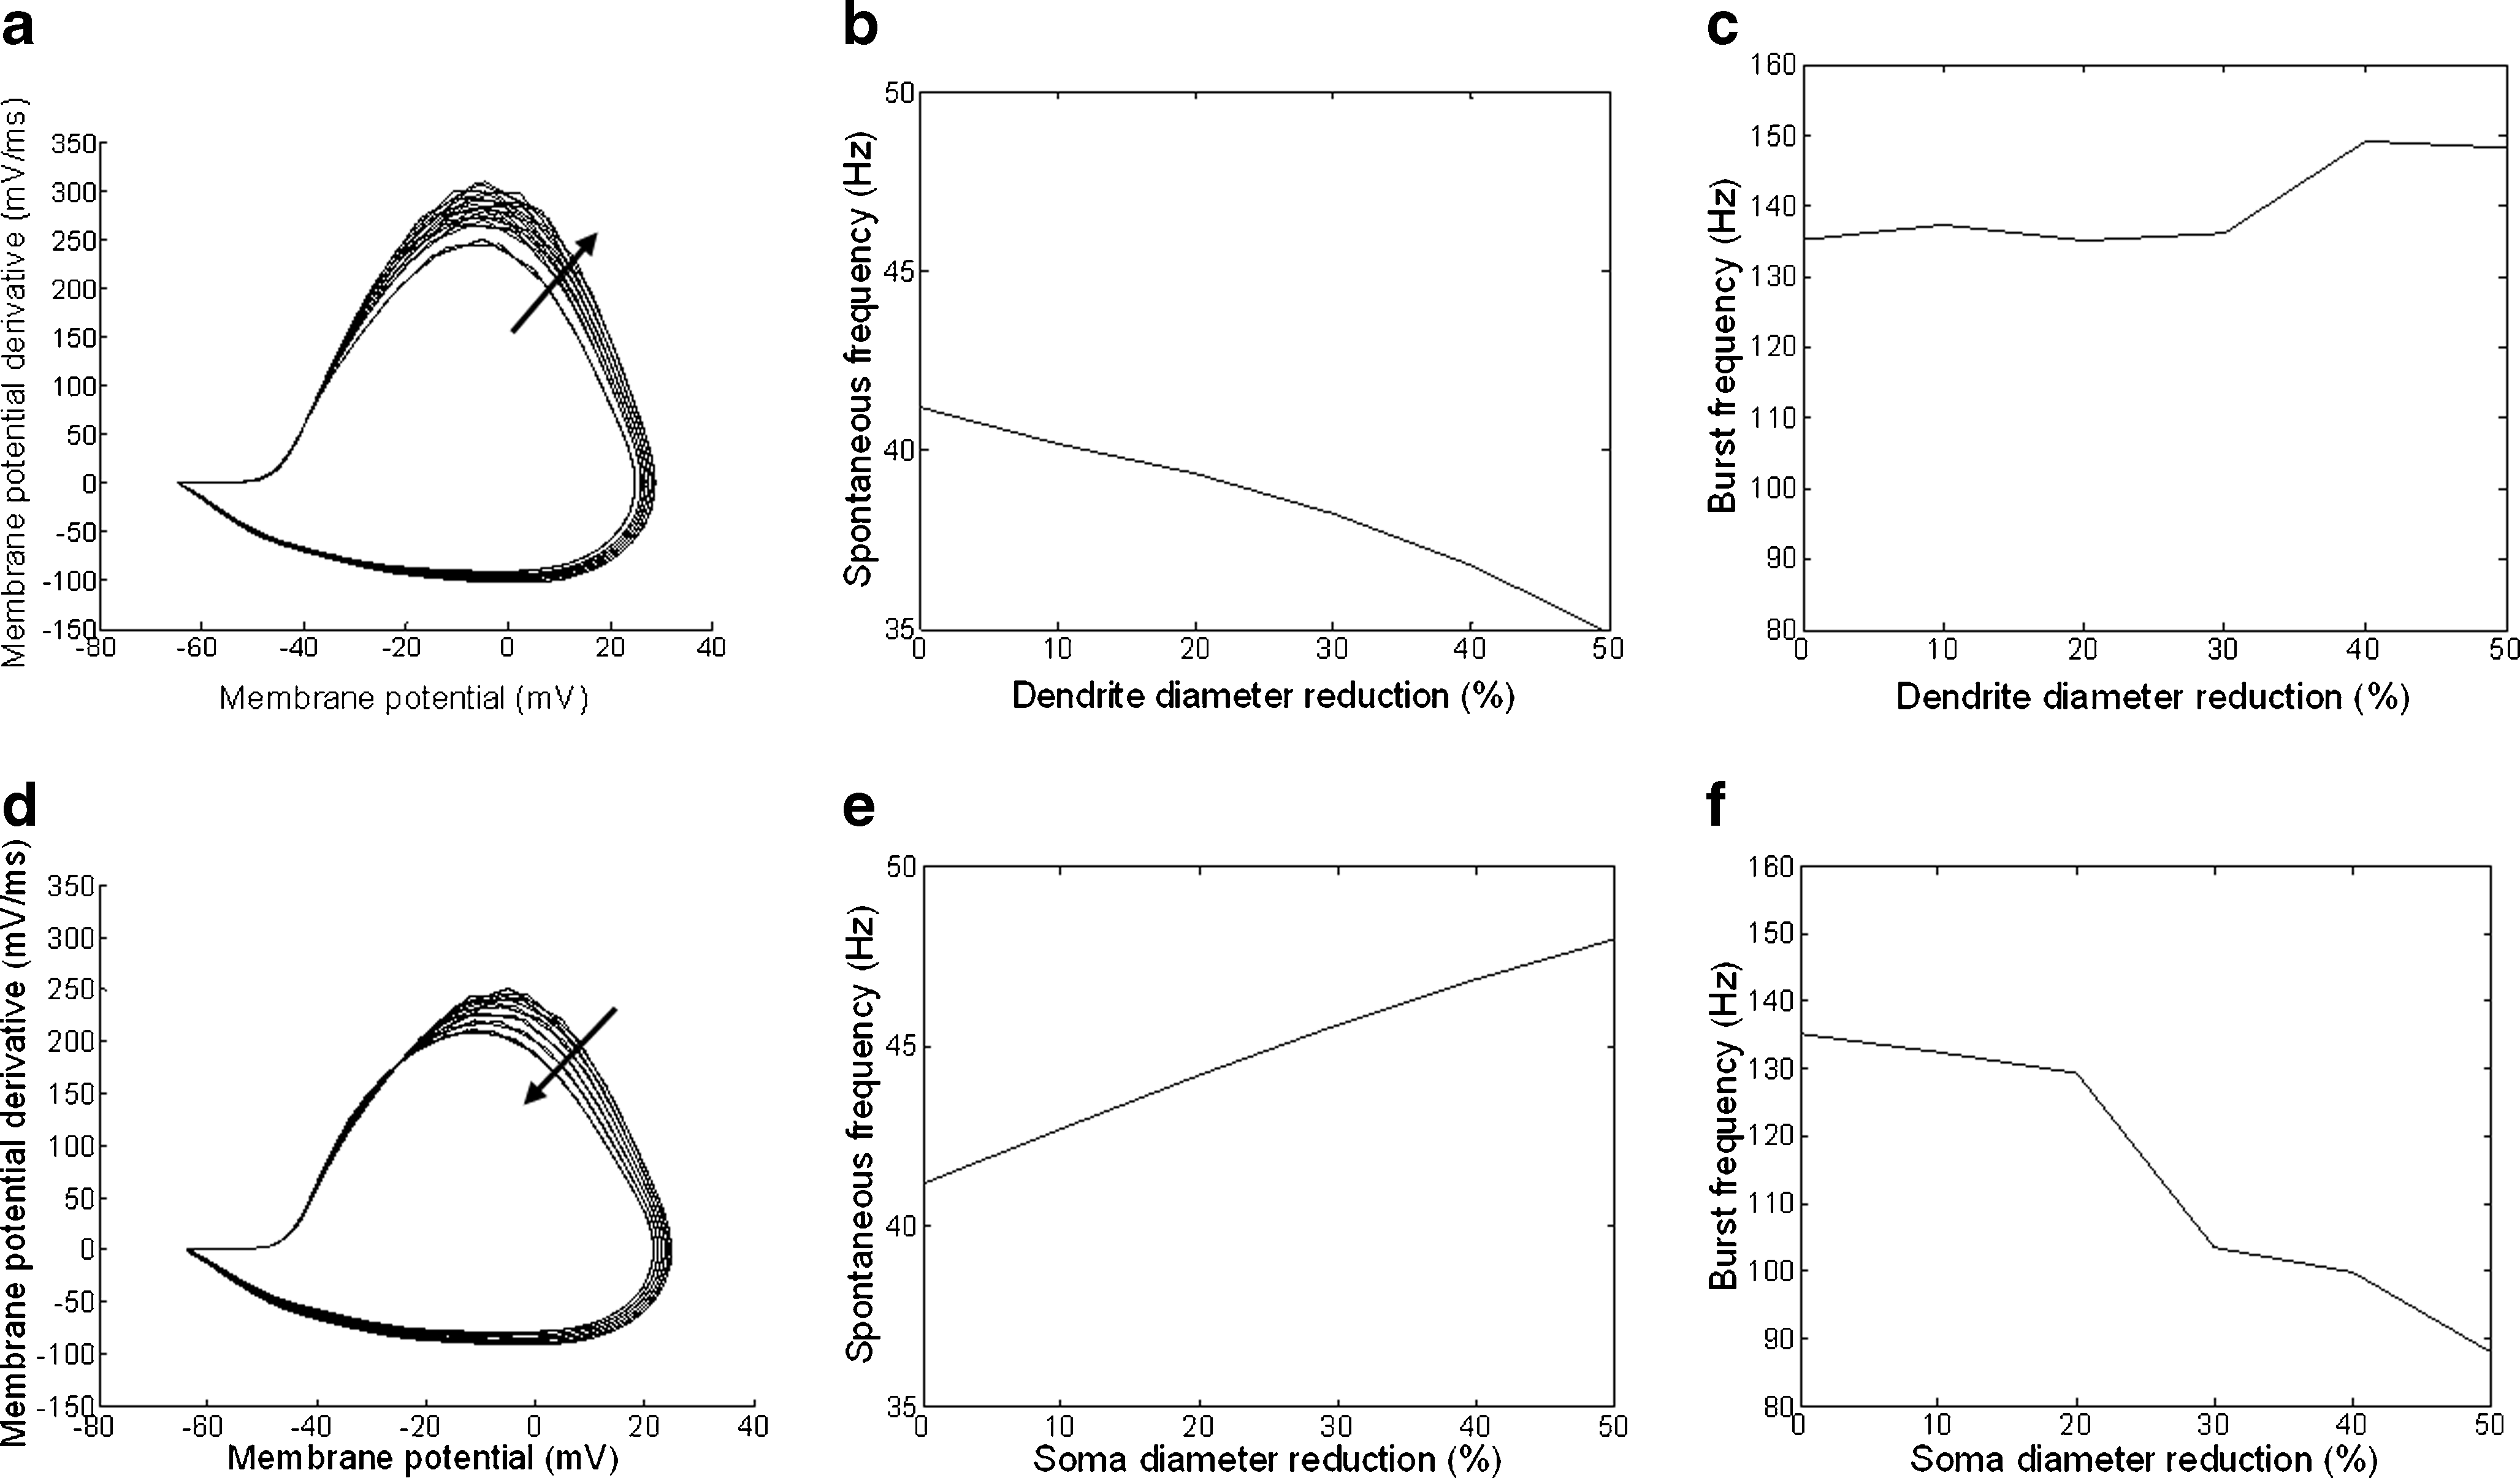 a
Membrane potential derivative (mV/ms)
350
300
250
200
150
100
50
0
-50
-100
-150
-80 -60 -40 -20 0 20 40
Membrane potential (mV)
b
Spontaneous frequency (Hz)
50
45
40
35
0 10 20 30 40 50
Dendrite diameter reduction (%)
c
Burst frequency (Hz)
160
150
140
130
120
110
100
90
80
0 10 20 30 40 50
Dendrite diameter reduction (%)
d
Membrane potential derivative (mV/ms)
350
300
250
200
150
100
50
0
-50
-100
-150
-80 -60 -40 -20 0 20 40
Membrane potential (mV)
e
Spontaneous frequency (Hz)
50
45
40
35
0 10 20 30 40 50
Soma diameter reduction (%)
f
Burst frequency (Hz)
160
150
140
130
120
110
100
90
80
0 10 20 30 40 50
Soma diameter reduction (%)